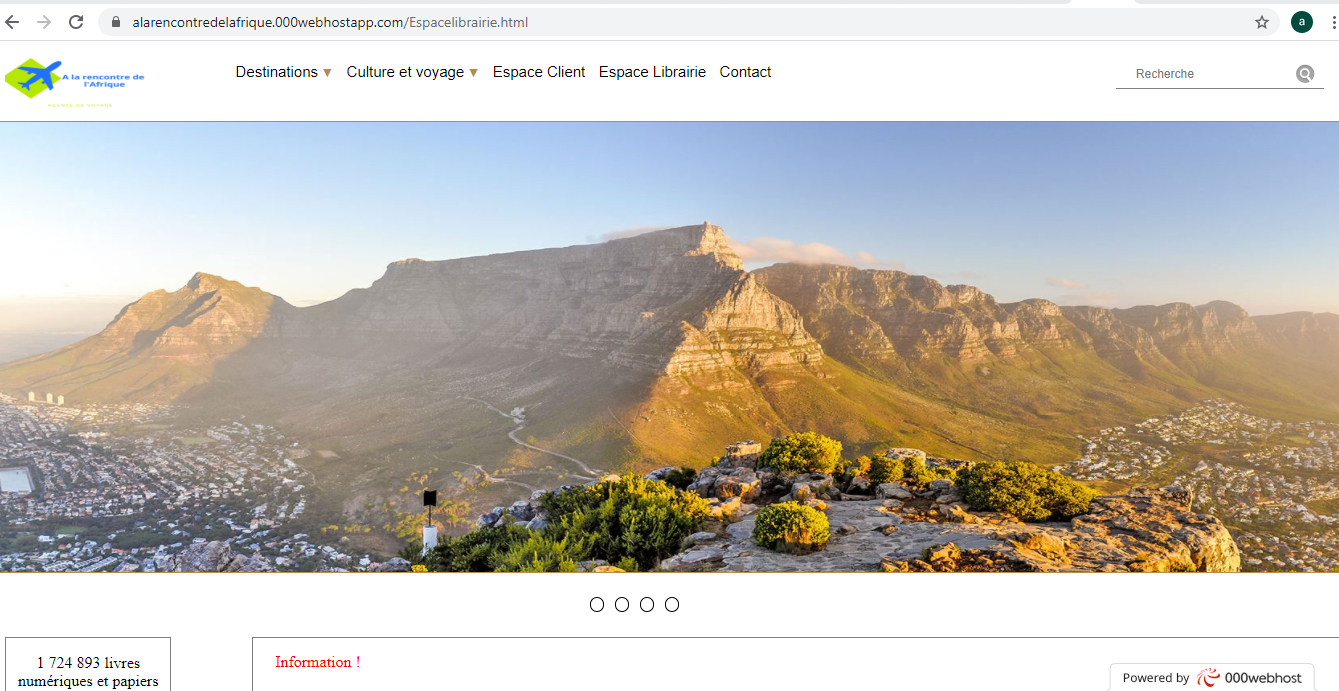 alarencontredelafrique.000webhostapp.com/Espacelibrairie.html
a
A la rencontre de
l'Afrique
AGENCE DE VOYAGE
Destinations ▼ Culture et voyage ▼ Espace Client Espace Librairie Contact
Recherche
1 724 893 livres
numériques et papiers
Information !
Powered by 000webhost